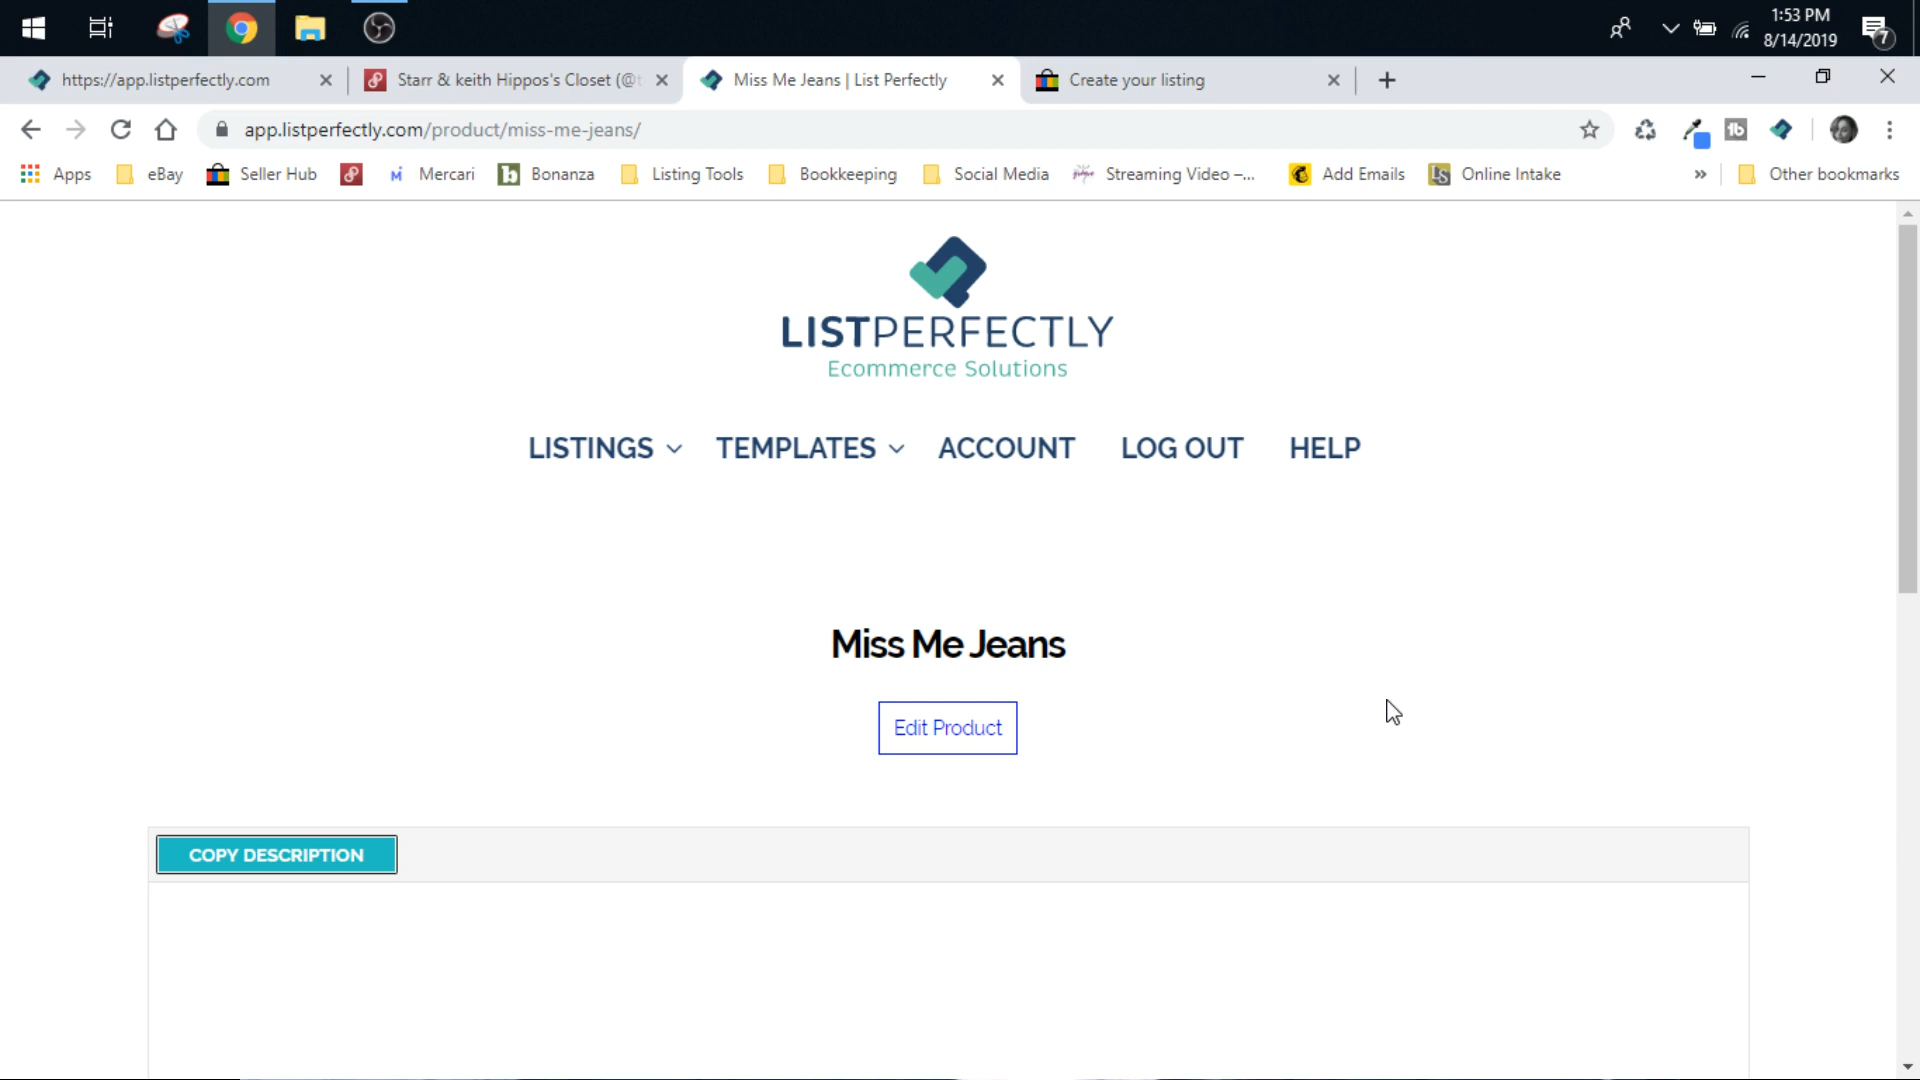 1:53 PM
8/14/2019
7
https://app.listperfectly.com
Starr & keith Hippos's Closet (@t
Miss Me Jeans | List Perfectly
Create your listing
app.listperfectly.com/product/miss-me-jeans/
Apps
eBay
Seller Hub
Mercari
Bonanza
Listing Tools
Bookkeeping
Social Media
Streaming Video –...
Add Emails
Online Intake
»
Other bookmarks
LISTPERFECTLY
Ecommerce Solutions
LISTINGS
TEMPLATES
ACCOUNT
LOG OUT
HELP
Miss Me Jeans
Edit Product
COPY DESCRIPTION